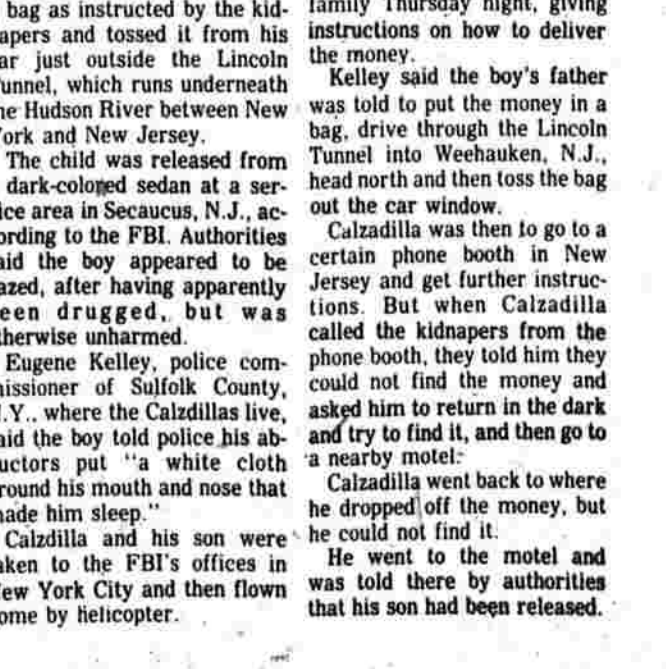 bag as instructed by the kid-
apers and tossed it from his
ar just outside the Lincoln
unnel, which runs underneath
he Hudson River between New
ork and New Jersey.
The child was released from
dark-colored sedan at a ser-
ice area in Secaucus, N.J., ac-
ording to the FBI. Authorities
aid the boy appeared to be
azed, after having apparently
een drugged, but was
therwise unharmed.
Eugene Kelley, police com-
issioner of Sulfolk County,
.Y., where the Calzdillas live,
aid the boy told police his ab-
uctors put "a white cloth
round his mouth and nose that
ade him sleep."
Calzdilla and his son were
aken to the FBI's offices in
ew York City and then flown
ome by helicopter.
family Thursday night, giving
instructions on how to deliver
the money.
Kelley said the boy's father
was told to put the money in a
bag, drive through the Lincoln
Tunnel into Weehauken, N.J.,
head north and then toss the bag
out the car window.
Calzadilla was then to go to a
certain phone booth in New
Jersey and get further instruc-
tions. But when Calzadilla
called the kidnapers from the
phone booth, they told him they
could not find the money and
asked him to return in the dark
and try to find it, and then go to
a nearby motel.
Calzadilla went back to where
he dropped off the money, but
he could not find it.
He went to the motel and
was told there by authorities
that his son had been released.